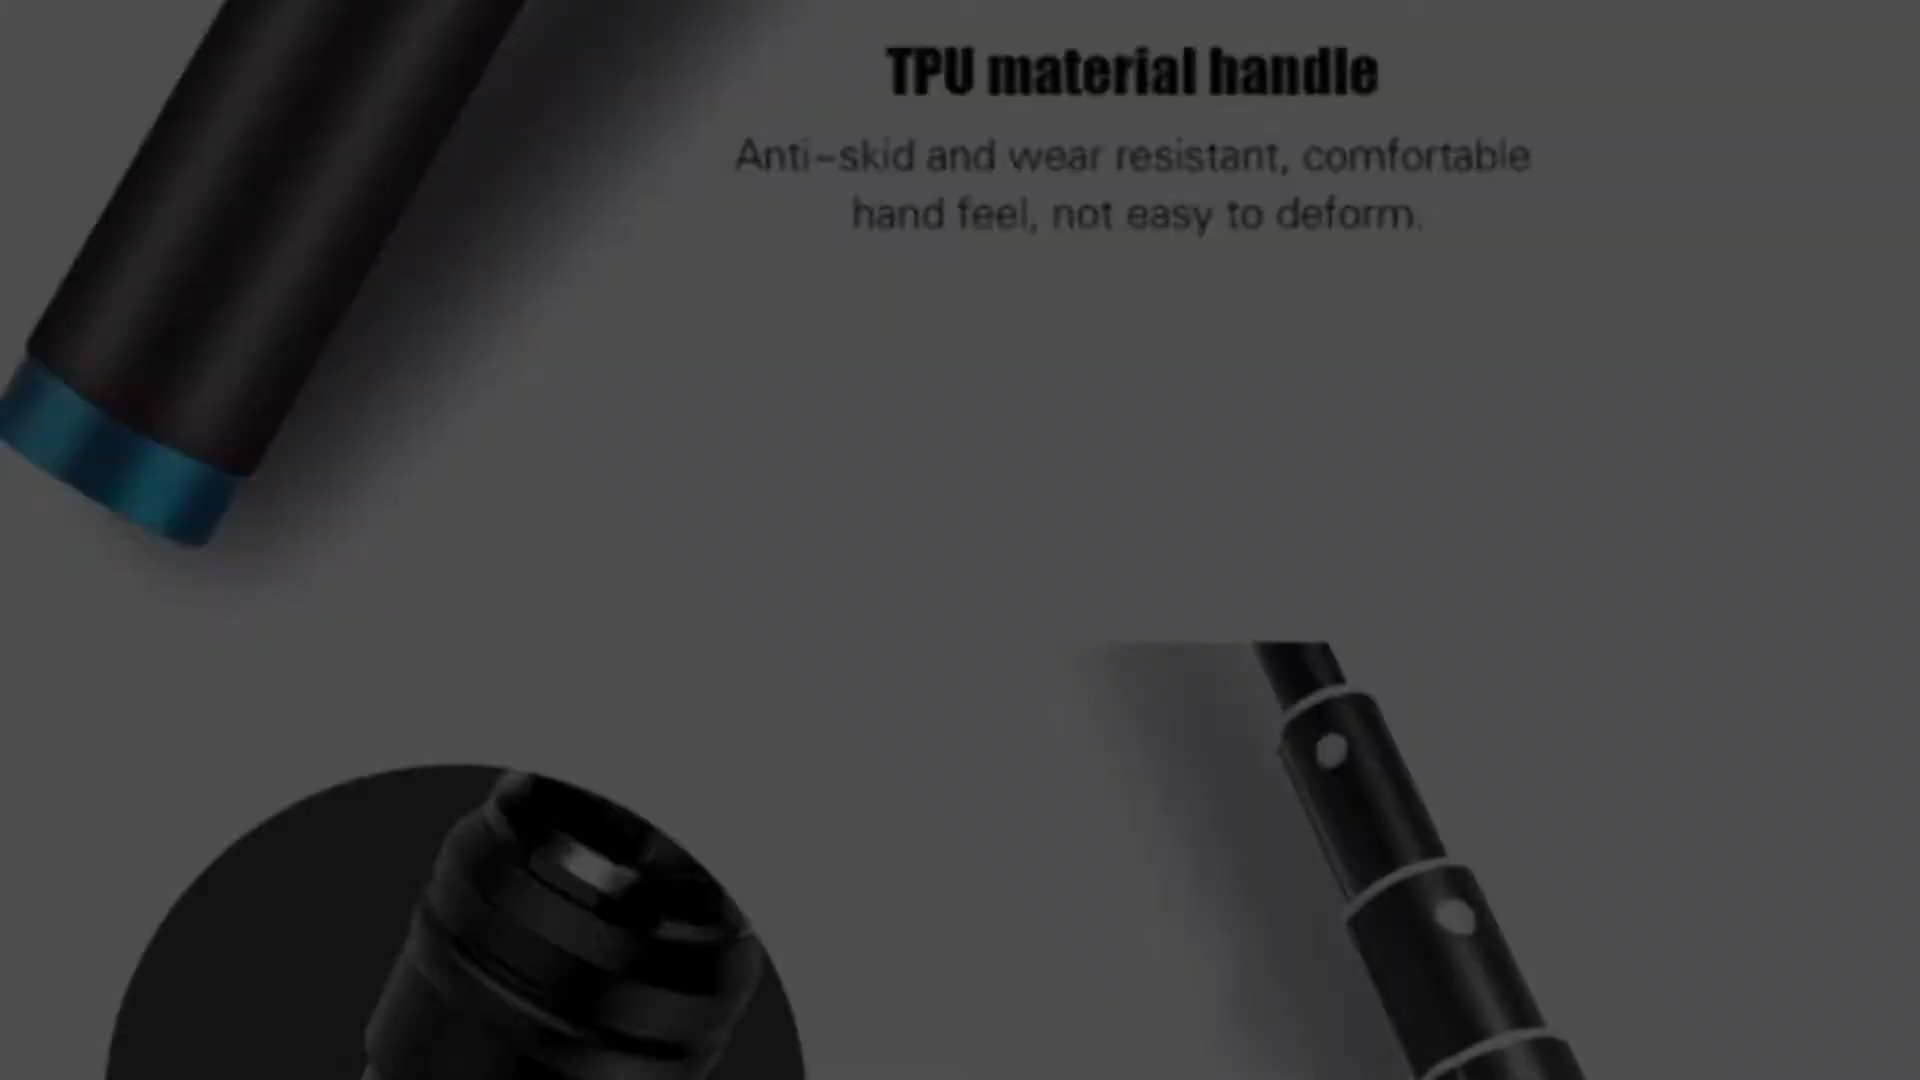 TPU material handle
Anti-skid and wear resistant, comfortable
hand feel, not easy to deform.